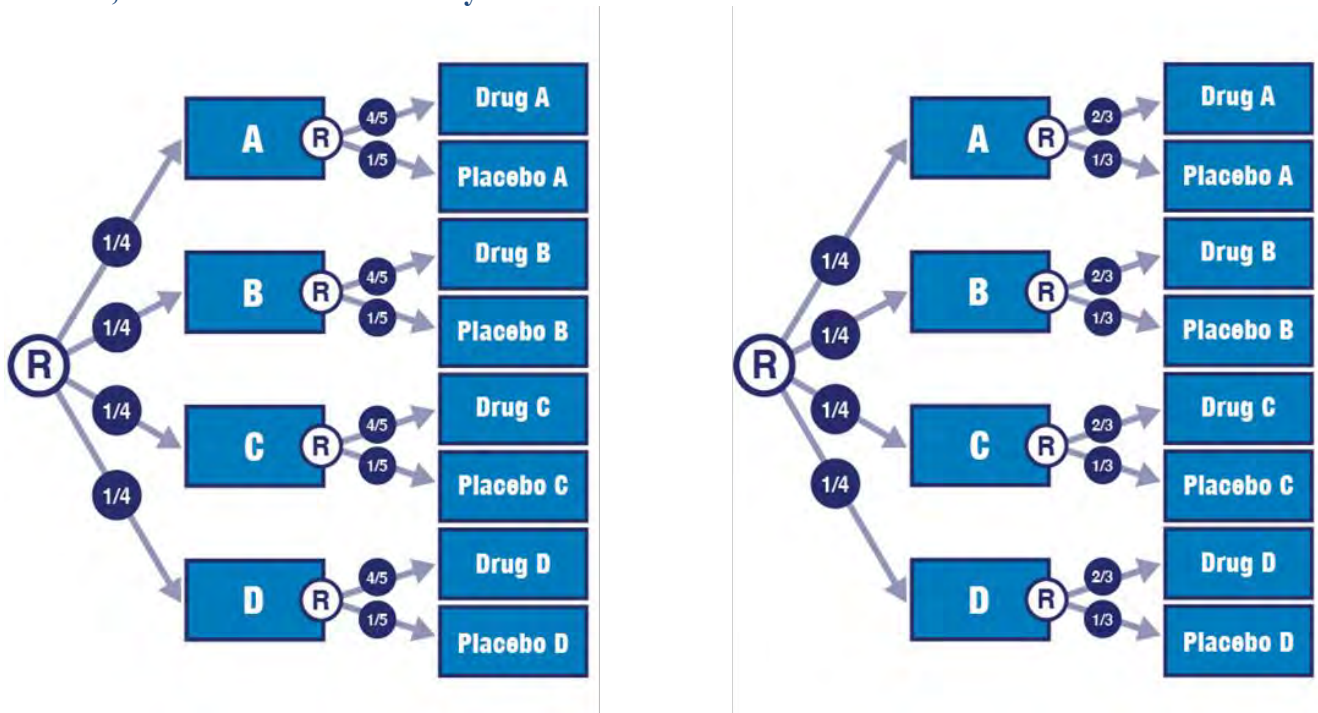 R
1/4
1/4
1/4
1/4
A
R
4/5
1/5
Drug A
Placebo A
B
R
4/5
1/5
Drug B
Placebo B
C
R
4/5
1/5
Drug C
Placebo C
D
R
4/5
1/5
Drug D
Placebo D
R
1/4
1/4
1/4
1/4
A
R
2/3
1/3
Drug A
Placebo A
B
R
2/3
1/3
Drug B
Placebo B
C
R
2/3
1/3
Drug C
Placebo C
D
R
2/3
1/3
Drug D
Placebo D